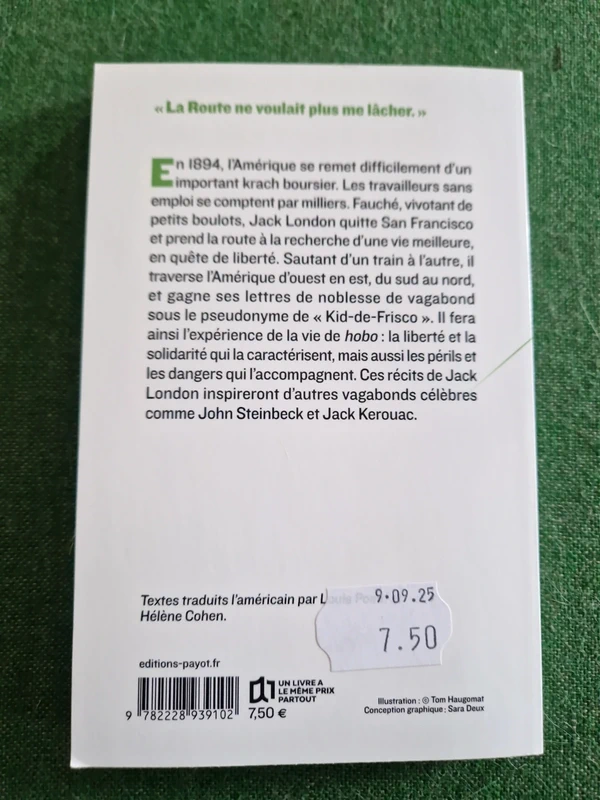 « La Route ne voulait plus me lâcher. »
En 1894, l'Amérique se remet difficilement d'un
important krach boursier. Les travailleurs sans
emploi se comptent par milliers. Fauché, vivotant de
petits boulots, Jack London quitte San Francisco
et prend la route à la recherche d'une vie meilleure,
en quête de liberté. Sautant d'un train à l'autre, il
traverse l'Amérique d'ouest en est, du sud au nord,
et gagne ses lettres de noblesse de vagabond
sous le pseudonyme de « Kid-de-Frisco ». Il fera
ainsi l'expérience de la vie de hobo : la liberté et la
solidarité qui la caractérisent, mais aussi les périls et
les dangers qui l'accompagnent. Ces récits de Jack
London inspireront d'autres vagabonds célèbres
comme John Steinbeck et Jack Kerouac.
Textes traduits l'américain par
Hélène Cohen.
9·09.25
7.50
editions-payot.fr
9 782228 939102
UN LIVRE A
LE MÊME PRIX
PARTOUT
7,50 €
Illustration : © Tom Haugomat
Conception graphique : Sara Deux